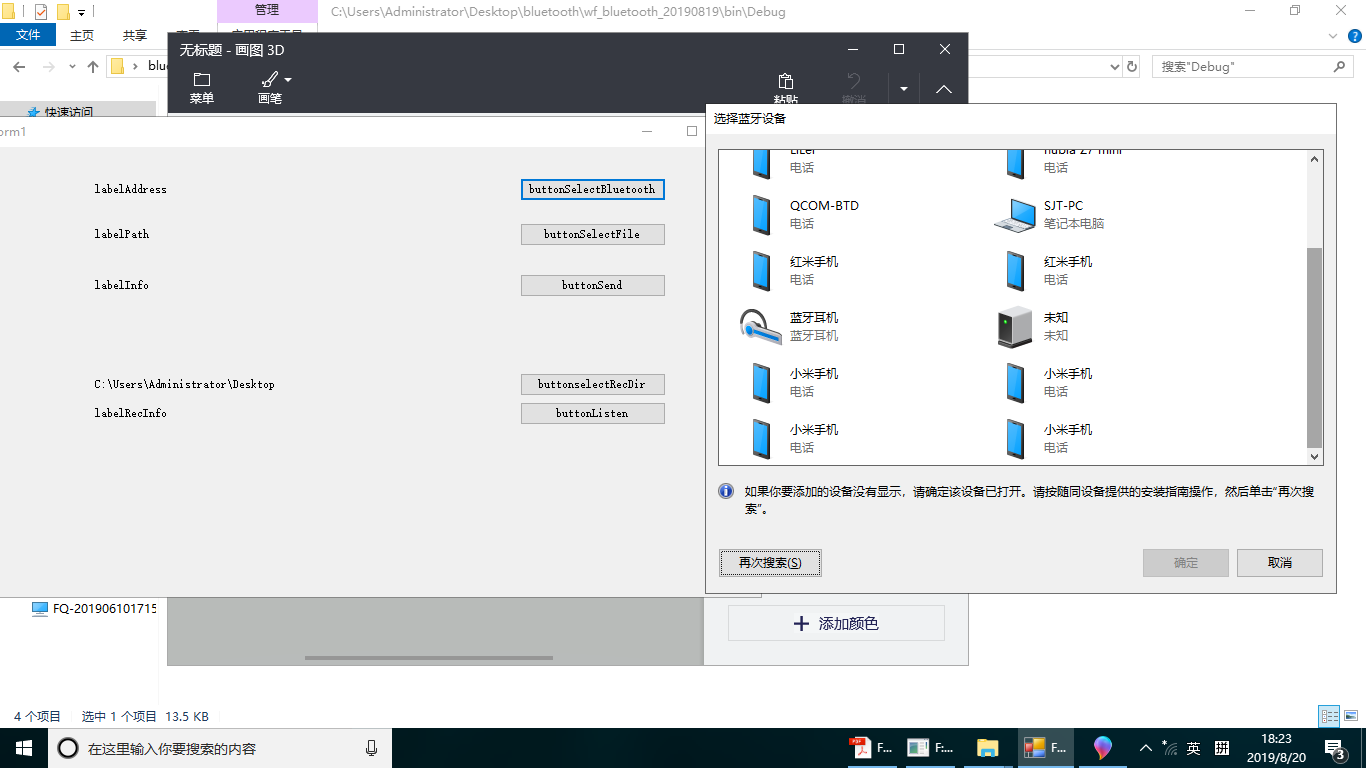 管理
C:\Users\Administrator\Desktop\bluetooth\wf_bluetooth_20190819\bin\Debug
文件
主页
共享
搜索"Debug"
无标题 - 画图 3D
菜单
画笔
粘贴
撤消
快速访问
orm1
labelAddress
buttonSelectBluetooth
labelPath
buttonSelectFile
labelInfo
buttonSend
C:\Users\Administrator\Desktop
buttonselectRecDir
labelRecInfo
buttonListen
选择蓝牙设备
nubia Z7 mini
电话
电话
QCOM-BTD
电话
SJT-PC
笔记本电脑
红米手机
电话
红米手机
电话
蓝牙耳机
蓝牙耳机
未知
未知
小米手机
电话
小米手机
电话
小米手机
电话
小米手机
电话
如果你要添加的设备没有显示，请确定该设备已打开。请按随同设备提供的安装指南操作，然后单击“再次搜
索”。
再次搜索(S)
确定
取消
FQ-201906101715
添加颜色
4 个项目
选中 1 个项目 13.5 KB
在这里输入你要搜索的内容
F...
F:...
F...
英
拼
18:23
2019/8/20
3